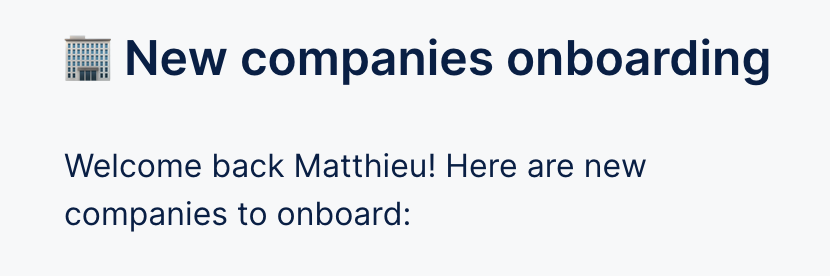 🏢 New companies onboarding
Welcome back Matthieu! Here are new
companies to onboard: